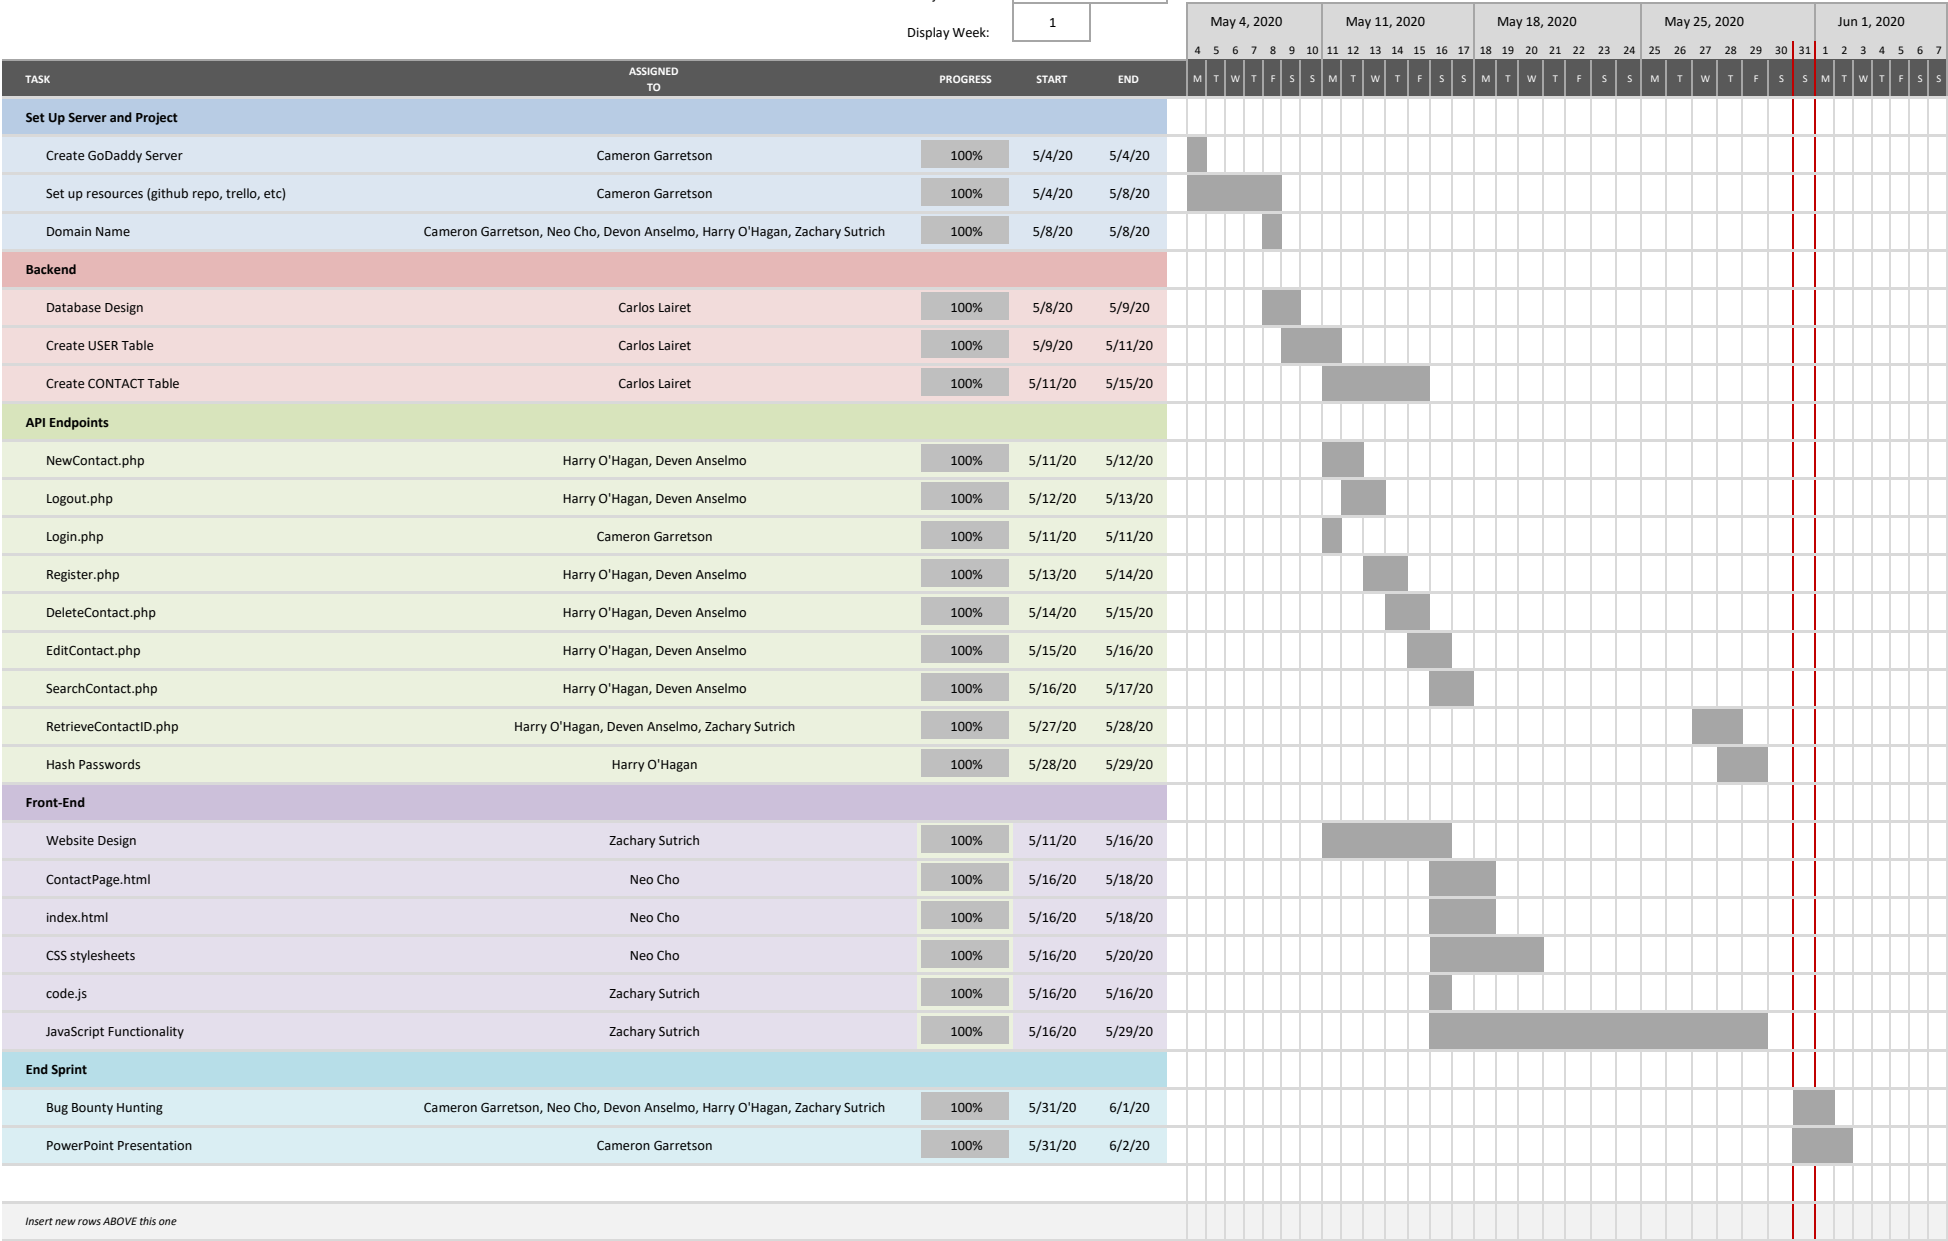 May 4, 2020 May 11, 2020 May 18, 2020 May 25, 2020 Jun 1, 2020
Display Week: 1
4 5 6 7 8 9 10 11 12 13 14 15 16 17 18 19 20 21 22 23 24 25 26 27 28 29 30 31 1 2 3 4 5 6 7
TASK ASSIGNED TO PROGRESS START END M T W T F S S M T W T F S S M T W T F S S M T W T F S S M T W T F S S
Set Up Server and Project
Create GoDaddy Server Cameron Garretson 100% 5/4/20 5/4/20
Set up resources (github repo, trello, etc) Cameron Garretson 100% 5/4/20 5/8/20
Domain Name Cameron Garretson, Neo Cho, Devon Anselmo, Harry O'Hagan, Zachary Sutrich 100% 5/8/20 5/8/20
Backend
Database Design Carlos Lairet 100% 5/8/20 5/9/20
Create USER Table Carlos Lairet 100% 5/9/20 5/11/20
Create CONTACT Table Carlos Lairet 100% 5/11/20 5/15/20
API Endpoints
NewContact.php Harry O'Hagan, Deven Anselmo 100% 5/11/20 5/12/20
Logout.php Harry O'Hagan, Deven Anselmo 100% 5/12/20 5/13/20
Login.php Cameron Garretson 100% 5/11/20 5/11/20
Register.php Harry O'Hagan, Deven Anselmo 100% 5/13/20 5/14/20
DeleteContact.php Harry O'Hagan, Deven Anselmo 100% 5/14/20 5/15/20
EditContact.php Harry O'Hagan, Deven Anselmo 100% 5/15/20 5/16/20
SearchContact.php Harry O'Hagan, Deven Anselmo 100% 5/16/20 5/17/20
RetrieveContactID.php Harry O'Hagan, Deven Anselmo, Zachary Sutrich 100% 5/27/20 5/28/20
Hash Passwords Harry O'Hagan 100% 5/28/20 5/29/20
Front-End
Website Design Zachary Sutrich 100% 5/11/20 5/16/20
ContactPage.html Neo Cho 100% 5/16/20 5/18/20
index.html Neo Cho 100% 5/16/20 5/18/20
CSS stylesheets Neo Cho 100% 5/16/20 5/20/20
code.js Zachary Sutrich 100% 5/16/20 5/16/20
JavaScript Functionality Zachary Sutrich 100% 5/16/20 5/29/20
End Sprint
Bug Bounty Hunting Cameron Garretson, Neo Cho, Devon Anselmo, Harry O'Hagan, Zachary Sutrich 100% 5/31/20 6/1/20
PowerPoint Presentation Cameron Garretson 100% 5/31/20 6/2/20
Insert new rows ABOVE this one